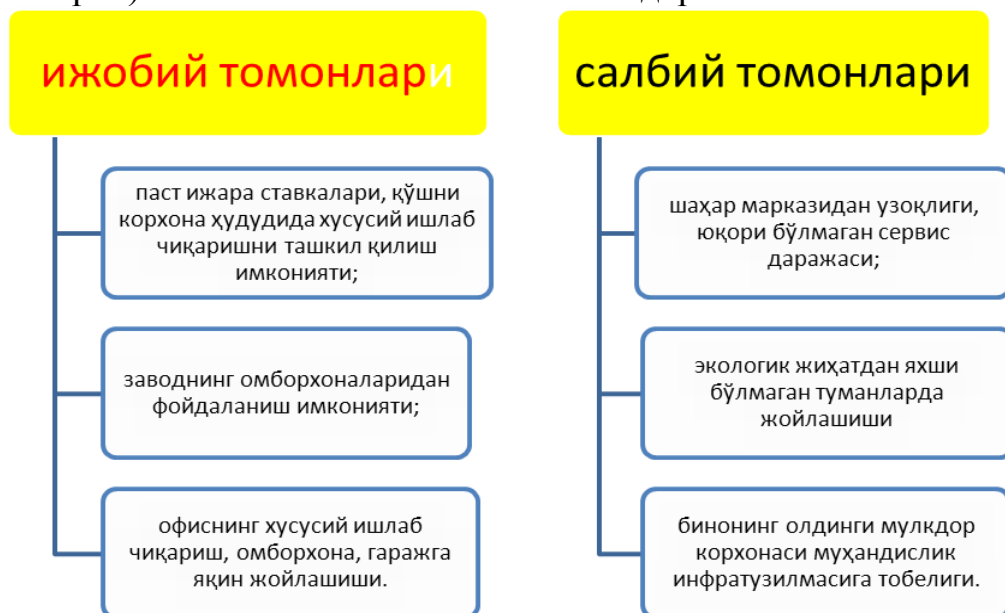 ижобий томонлари
паст ижара ставкалари, қўшни
корхона ҳудудида хусусий ишлаб
чиқаришни ташкил қилиш
имконияти;
заводнинг омборхоналаридан
фойдаланиш имконияти;
офиснинг хусусий ишлаб
чиқариш, омборхона, гаражга
яқин жойлашиши.
салбий томонлари
шаҳар марказидан узоқлиги,
юқори бўлмаган сервис
даражаси;
экологик жиҳатдан яхши
бўлмаган туманларда
жойлашиши
бинонинг олдинги мулкдор
корхонаси муҳандислик
инфратузилмасига тобелиги.